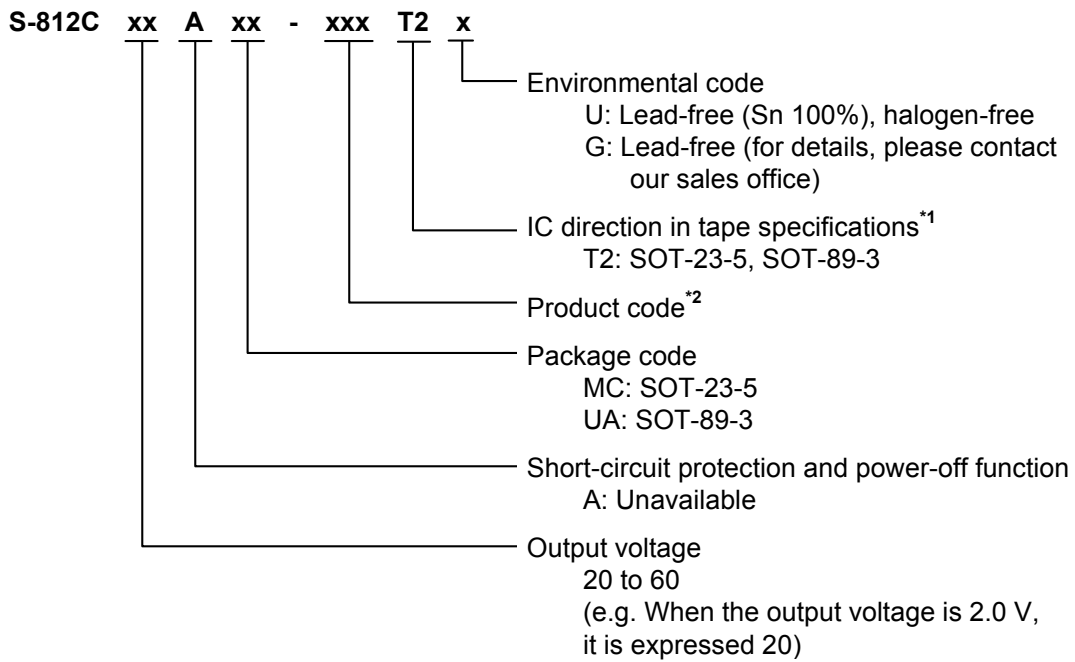 S-812C xx A xx - xxx T2 x
Environmental code
U: Lead-free (Sn 100%), halogen-free
G: Lead-free (for details, please contact
our sales office)
IC direction in tape specifications*1
T2: SOT-23-5, SOT-89-3
Product code*2
Package code
MC: SOT-23-5
UA: SOT-89-3
Short-circuit protection and power-off function
A: Unavailable
Output voltage
20 to 60
(e.g. When the output voltage is 2.0 V,
it is expressed 20)